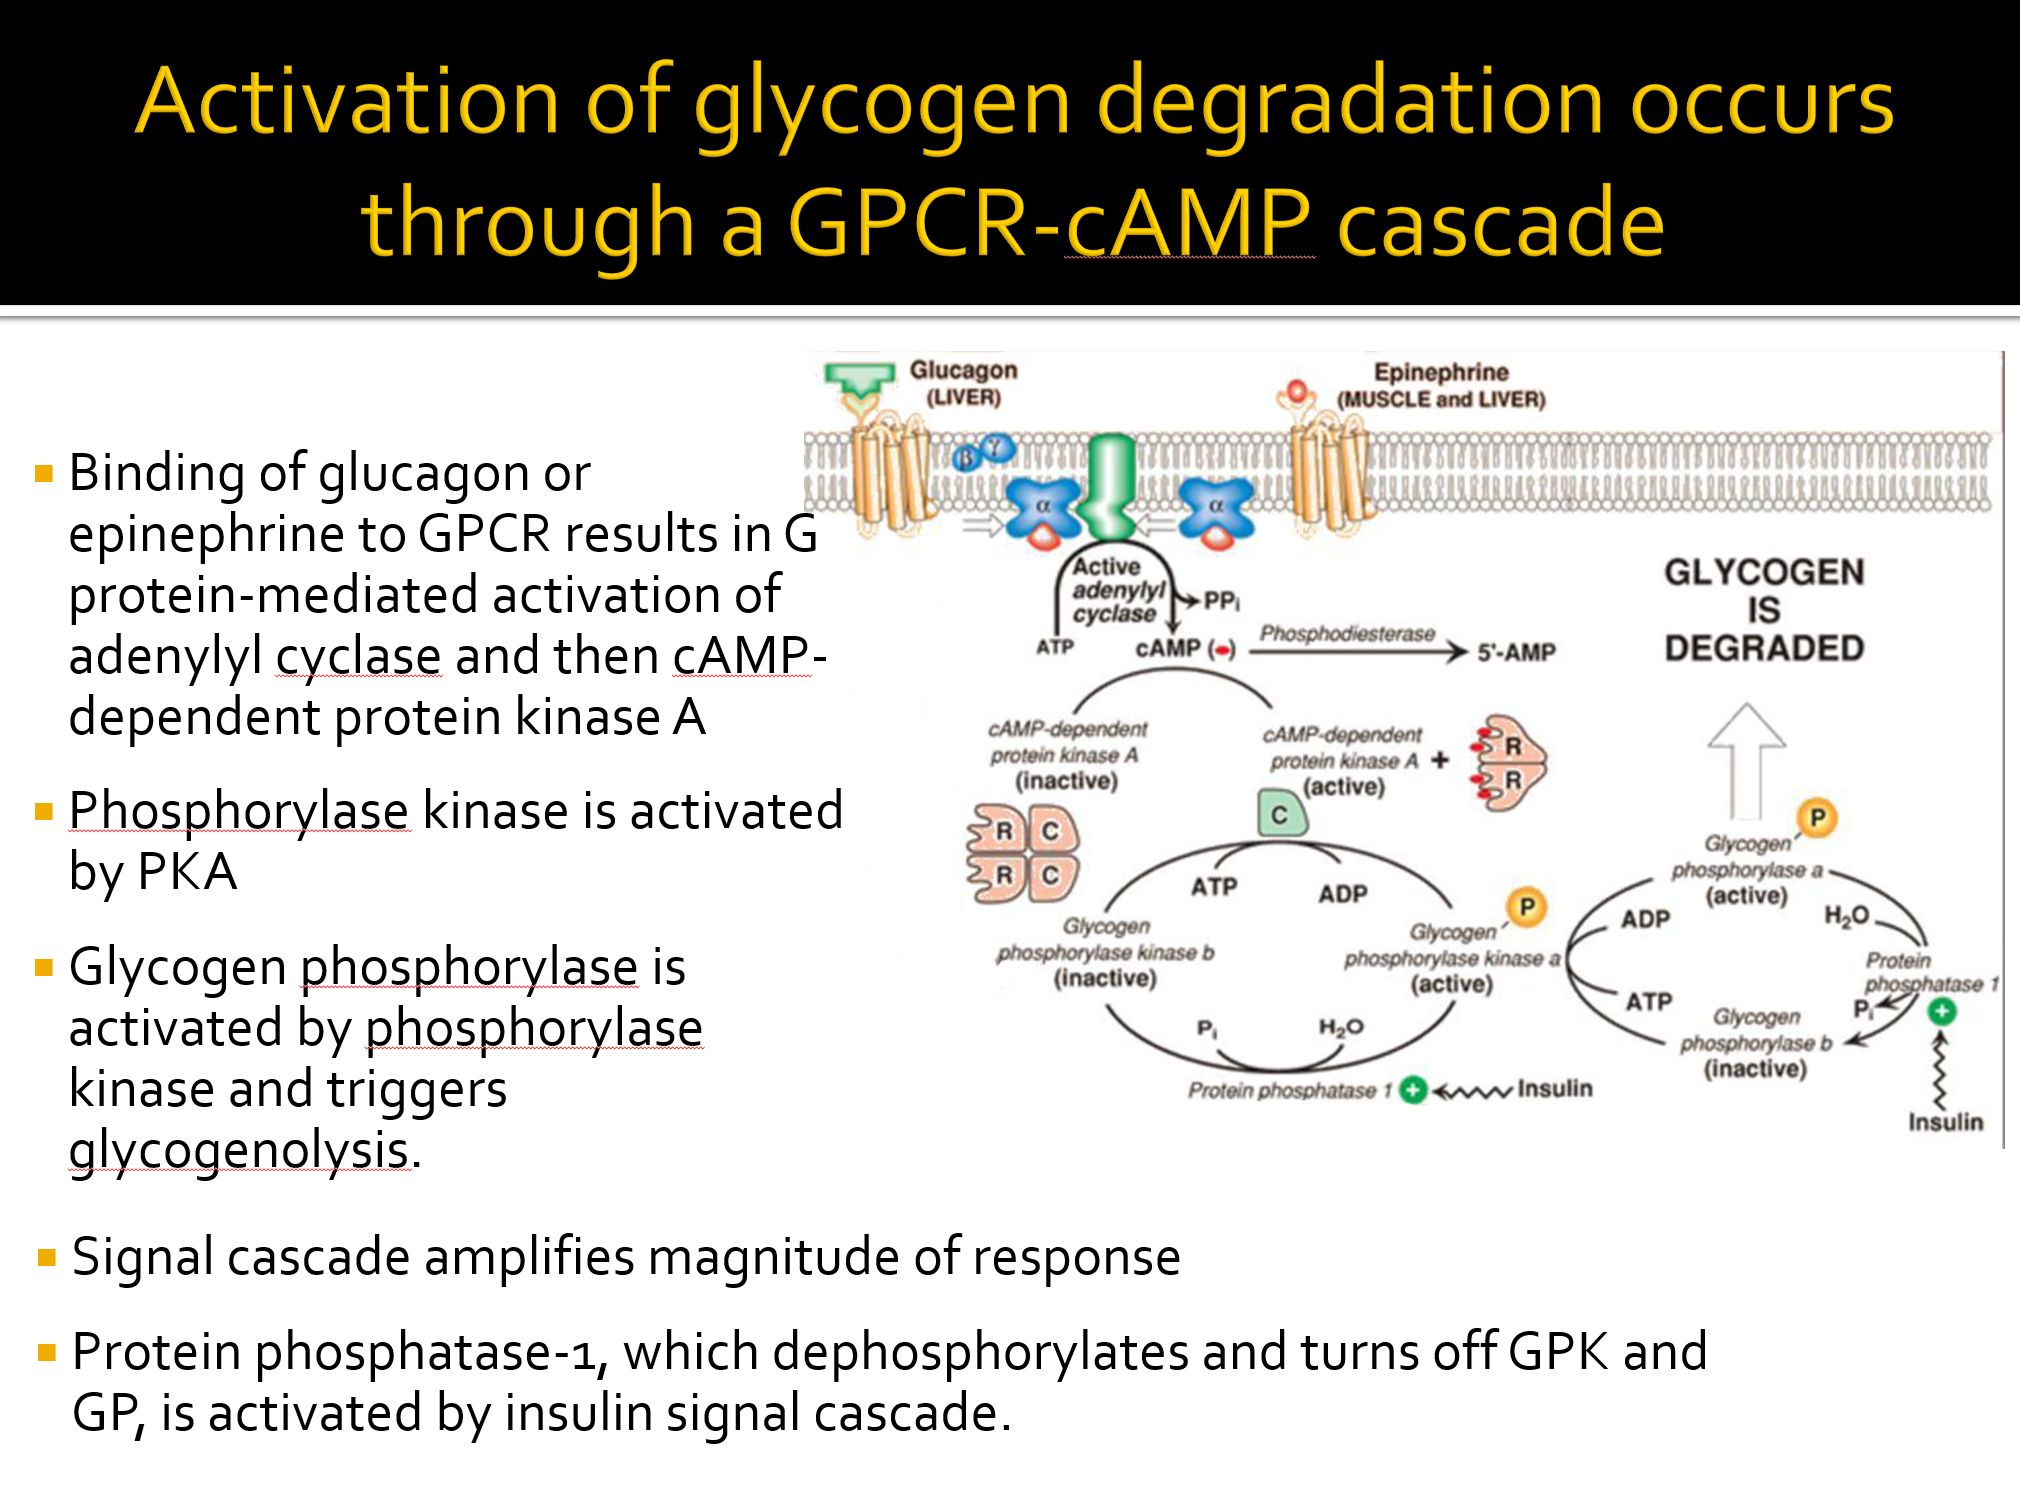 Activation of glycogen degradation occurs
through a GPCR-cAMP cascade
Binding of glucagon or
epinephrine to GPCR results in G
protein-mediated activation of
adenylyl cyclase and then cAMP-
dependent protein kinase A
Phosphorylase kinase is activated
by PKA
Glycogen phosphorylase is
activated by phosphorylase
kinase and triggers
glycogenolysis.
Signal cascade amplifies magnitude of response
Protein phosphatase-1, which dephosphorylates and turns off GPK and
GP, is activated by insulin signal cascade.
Glucagon
(LIVER)
Epinephrine
(MUSCLE and LIVER)
β γ
α
α
Active
adenylyl
cyclase
PPi
ATP
cAMP (-)
Phosphodiesterase
5'-AMP
GLYCOGEN
IS
DEGRADED
cAMP-dependent
protein kinase A
(inactive)
R C
R C
cAMP-dependent
protein kinase A +
(active)
R
R
C
ATP
ADP
Glycogen
phosphorylase kinase b
(inactive)
P
Glycogen
phosphorylase kinase a
(active)
Pi
H2O
Protein phosphatase 1 + Insulin
P
Glycogen
phosphorylase a
(active)
ADP
H2O
ATP
Protein
phosphatase 1
Pi
+
Glycogen
phosphorylase b
(inactive)
Insulin